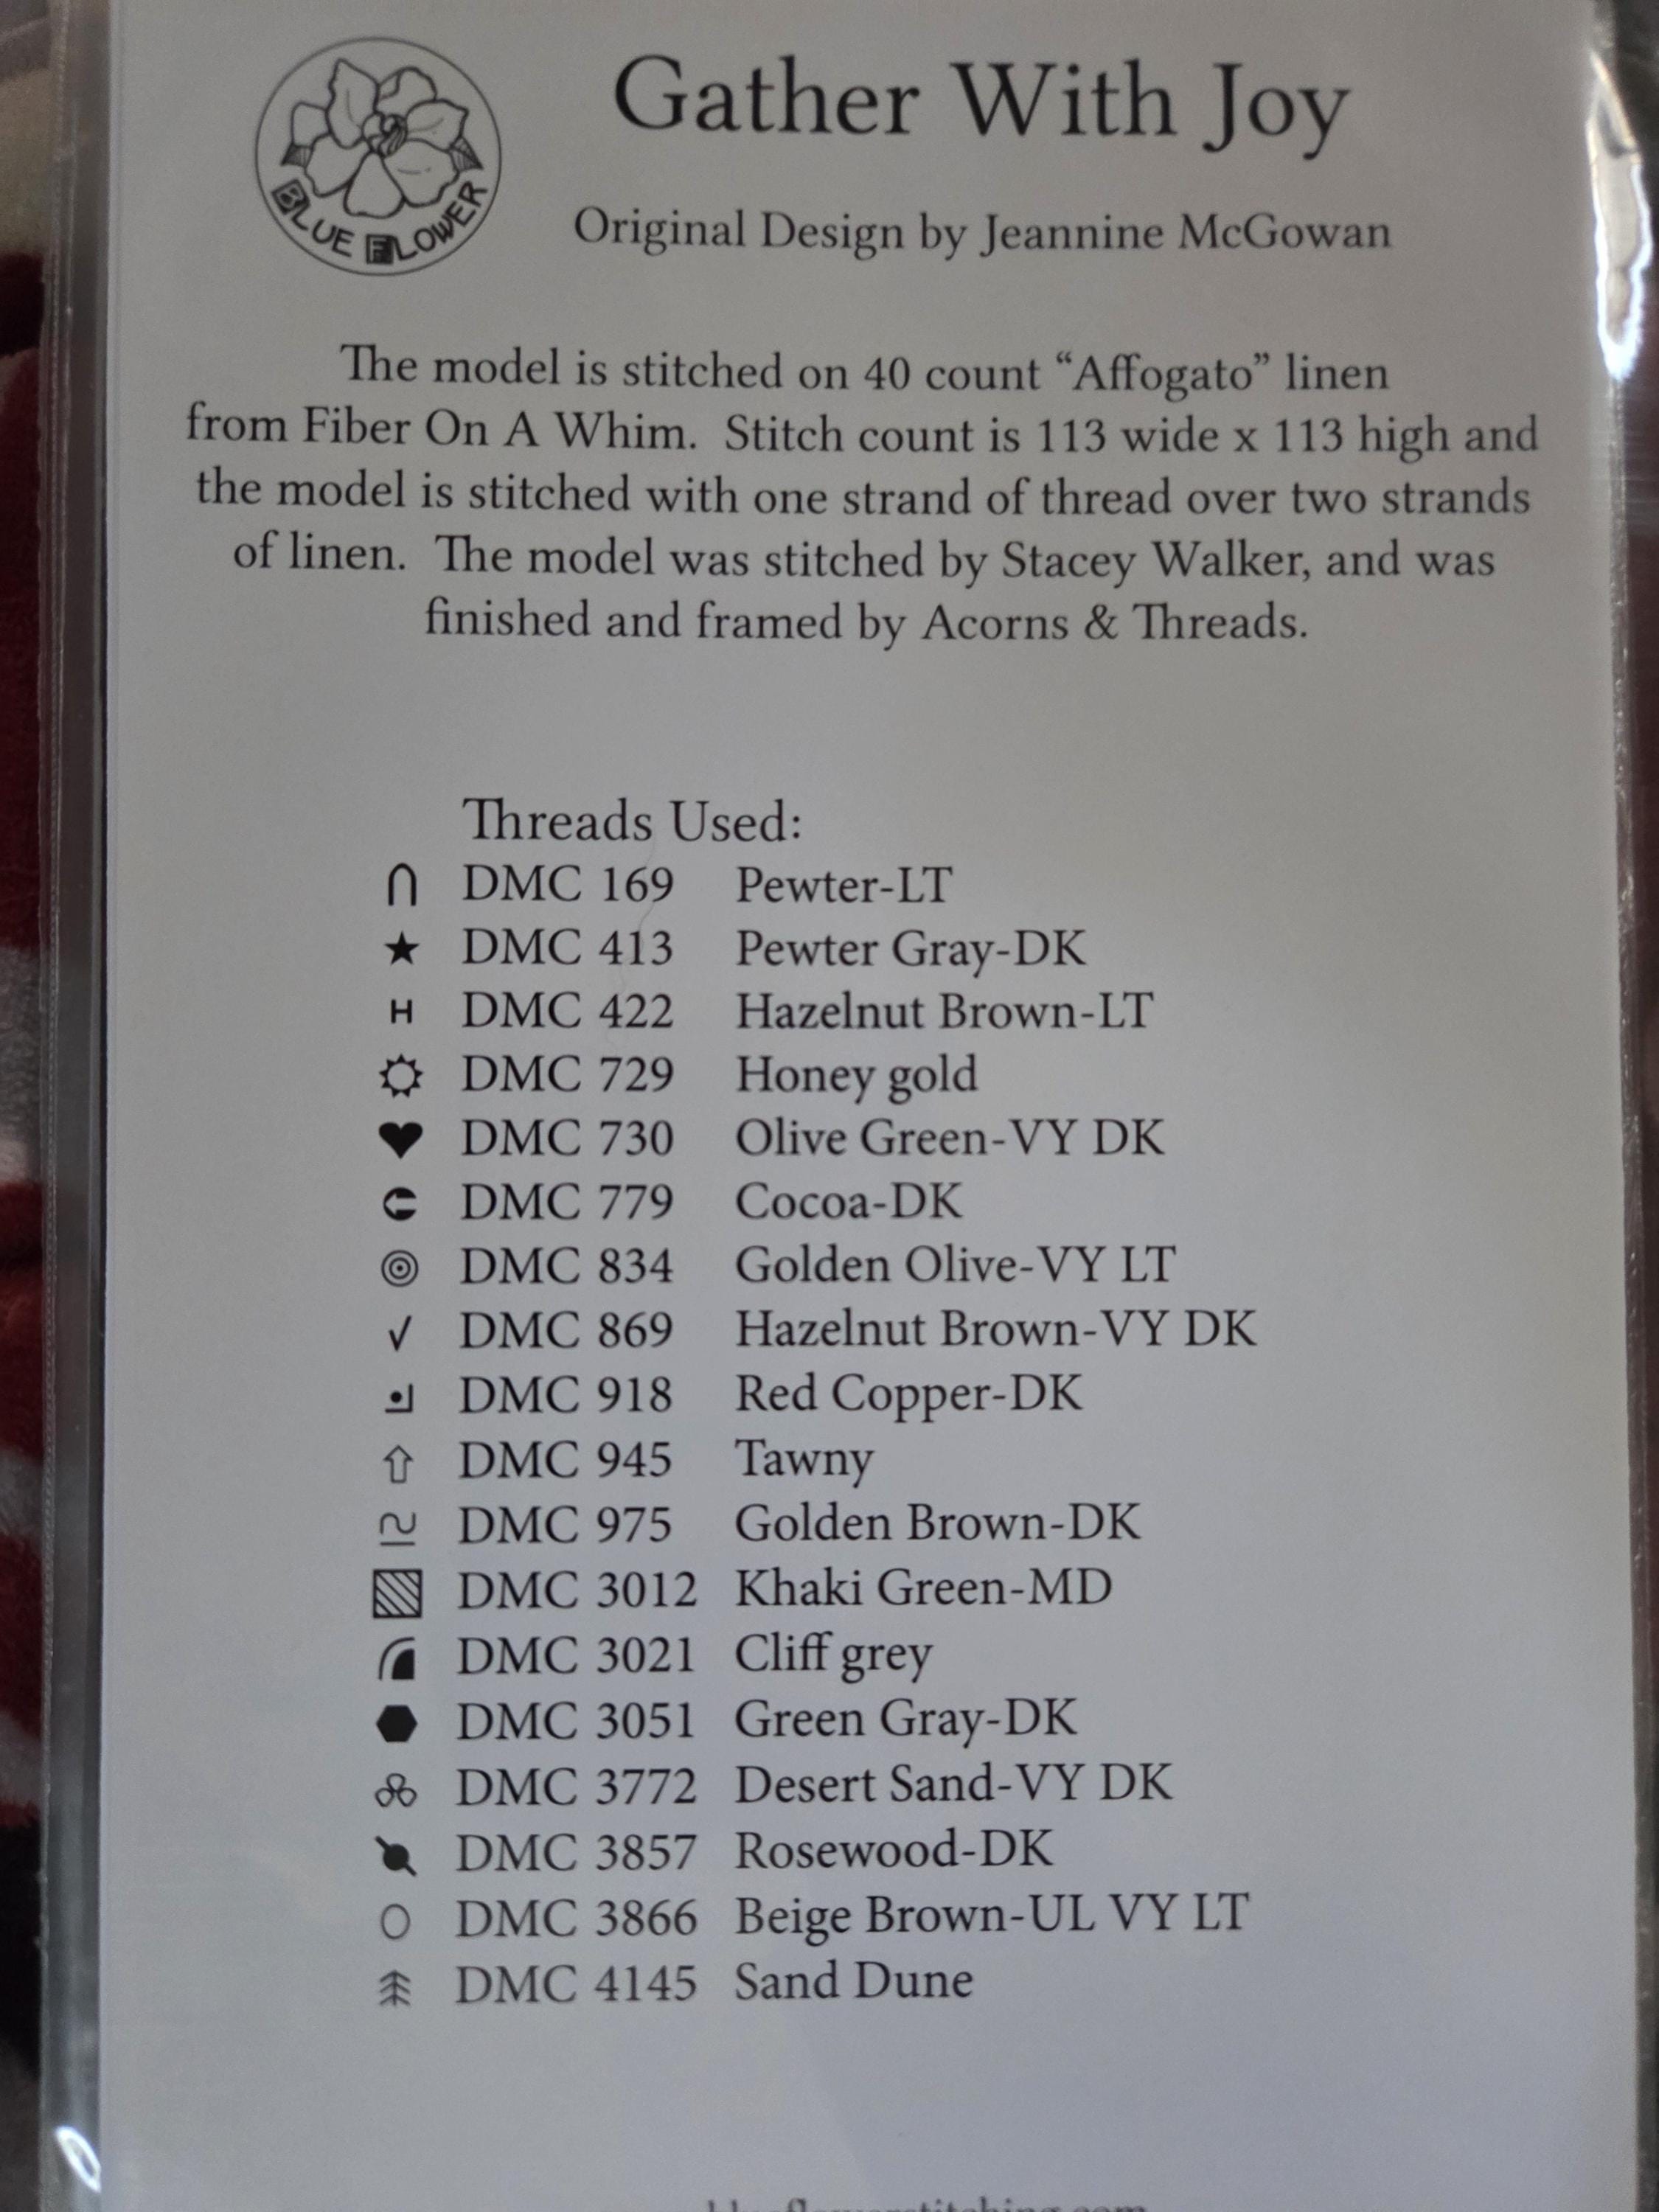 BLUE FLOWER
Gather With Joy
Original Design by Jeannine McGowan
The model is stitched on 40 count “Affogato” linen
from Fiber On A Whim. Stitch count is 113 wide x 113 high and
the model is stitched with one strand of thread over two strands
of linen. The model was stitched by Stacey Walker, and was
finished and framed by Acorns & Threads.
Threads Used:
∩ DMC 169 Pewter-LT
★ DMC 413 Pewter Gray-DK
H DMC 422 Hazelnut Brown-LT
DMC 729 Honey gold
♥ DMC 730 Olive Green-VY DK
DMC 779 Cocoa-DK
◎ DMC 834 Golden Olive-VY LT
√ DMC 869 Hazelnut Brown-VY DK
DMC 918 Red Copper-DK
⇧ DMC 945 Tawny
DMC 975 Golden Brown-DK
▧ DMC 3012 Khaki Green-MD
DMC 3021 Cliff grey
⬢ DMC 3051 Green Gray-DK
DMC 3772 Desert Sand-VY DK
DMC 3857 Rosewood-DK
○ DMC 3866 Beige Brown-UL VY LT
DMC 4145 Sand Dune